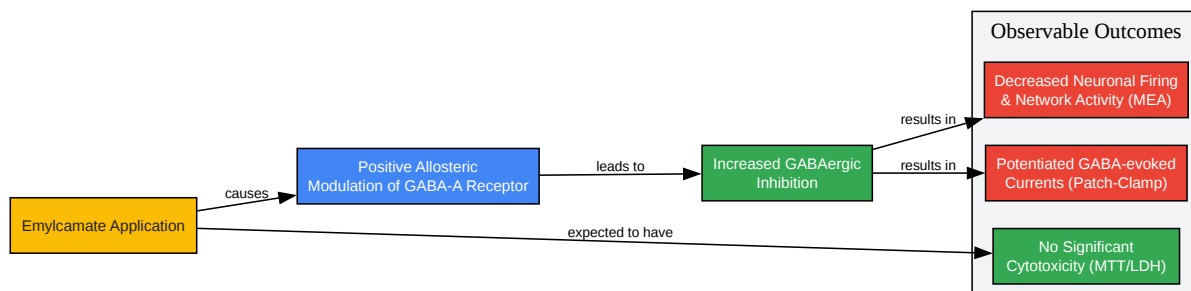 Observable Outcomes
Decreased Neuronal Firing
& Network Activity (MEA)
results in
Positive Allosteric
Modulation of GABA-A Receptor
leads to
Increased GABAergic
Inhibition
results in
Potentiated GABA-evoked
Currents (Patch-Clamp)
causes
Emylcamate Application
expected to have
No Significant
Cytotoxicity (MTT/LDH)